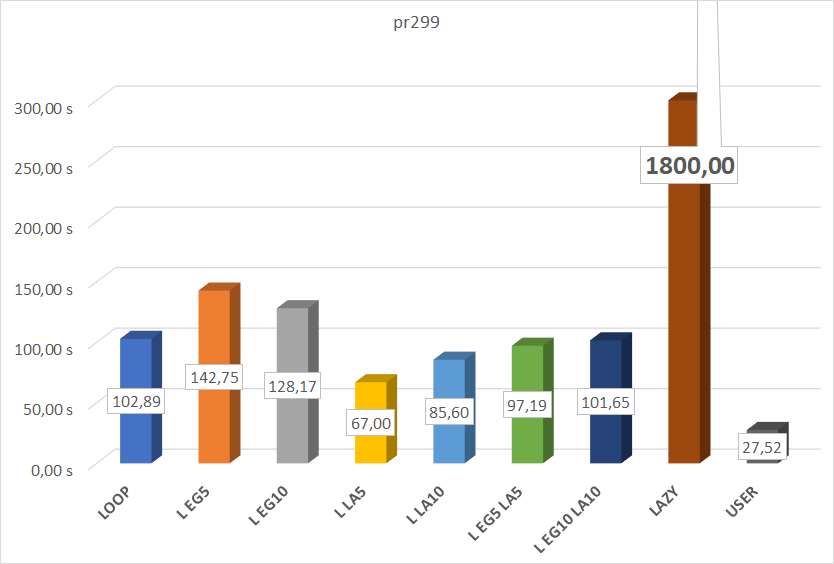 pr299
300,00 s
250,00 s
200,00 s
150,00 s
100,00 s
50,00 s
0,00 s
102,89
142,75
128,17
67,00
85,60
97,19
101,65
1800,00
27,52
LOOP
L EG5
L EG10
L LA5
L LA10
L EG5 LA5
L EG10 LA10
LAZY
USER